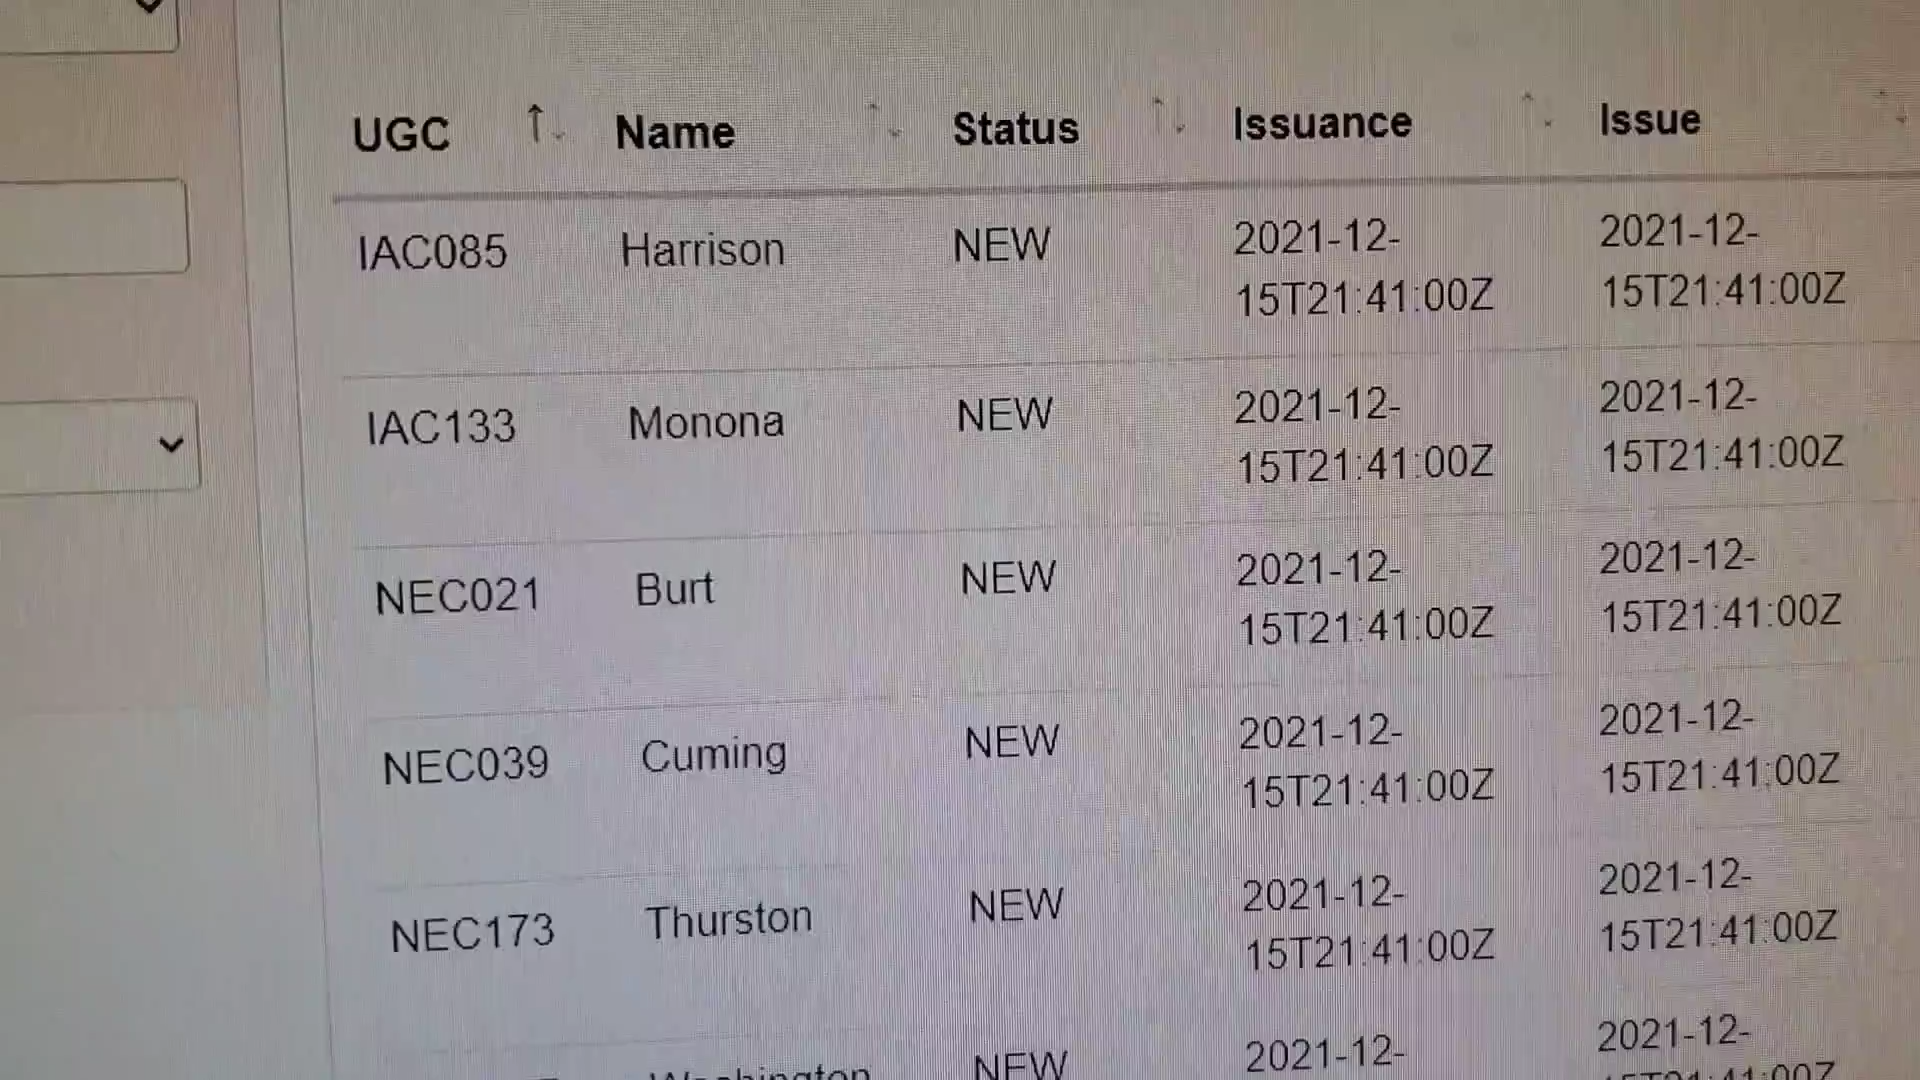 UGC Name Status Issuance Issue
IAC085 Harrison NEW 2021-12- 2021-12-
15T21:41:00Z 15T21:41:00Z
IAC133 Monona NEW 2021-12- 2021-12-
15T21:41:00Z 15T21:41:00Z
NEC021 Burt NEW 2021-12- 2021-12-
15T21:41:00Z 15T21:41:00Z
NEC039 Cuming NEW 2021-12- 2021-12-
15T21:41:00Z 15T21:41:00Z
NEC173 Thurston NEW 2021-12- 2021-12-
15T21:41:00Z 15T21:41:00Z
Washington NEW 2021-12- 2021-12-